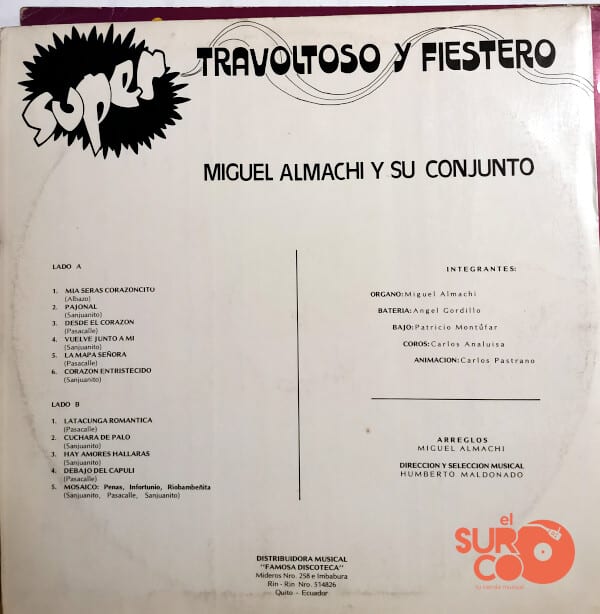 Super
TRAVOLTOSO Y FIESTERO
MIGUEL ALMACHI Y SU CONJUNTO
LADO A
1. MIA SERAS CORAZONCITO
(Albazo)
2. PAJONAL
(Sanjuanito)
3. DESDE EL CORAZON
(Pasacalle)
4. VUELVE JUNTO A MI
(Sanjuanito)
5. LA MAPA SEÑORA
(Pasacalle)
6. CORAZON ENTRISTECIDO
(Sanjuanito)
LADO B
1. LATACUNGA ROMANTICA
(Pasacalle)
2. CUCHARA DE PALO
(Sanjuanito)
3. HAY AMORES HALLARAS
(Sanjuanito)
4. DEBAJO DEL CAPULI
(Pasacalle)
5. MOSAICO: Penas, Infortunio, Riobambeñita
(Sanjuanito, Pasacalle, Sanjuanito)
INTEGRANTES:
ORGANO: Miguel Almachi
BATERIA: Angel Gordillo
BAJO: Patricio Montúfar
COROS: Carlos Analuisa
ANIMACION: Carlos Pastrano
ARREGLOS
MIGUEL ALMACHI
DIRECCION Y SELECCION MUSICAL
HUMBERTO MALDONADO
DISTRIBUIDORA MUSICAL
"FAMOSA DISCOTECA"
Mideros Nro. 258 e Imbabura
Rin - Rin Nro. 514826
Quito - Ecuador
el
SURCO
tu tienda musical